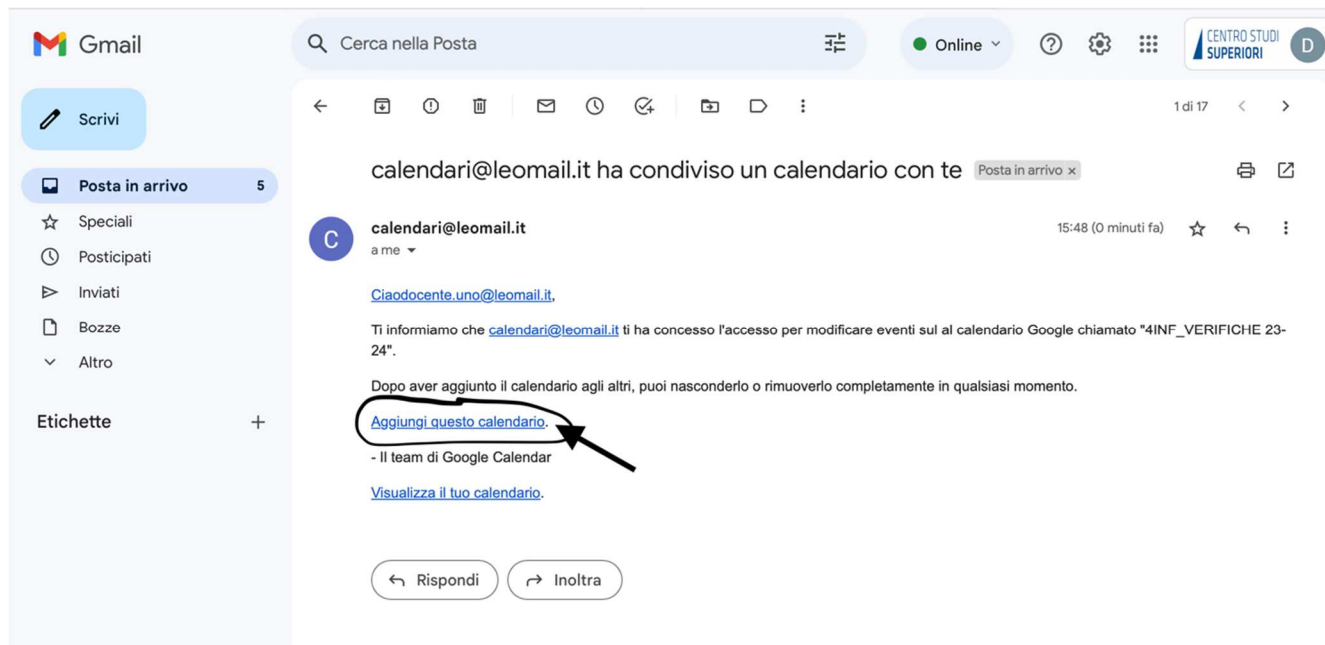 Gmail
Cerca nella Posta
Online
CENTRO STUDI
SUPERIORI
D
Scrivi
1 di 17
Posta in arrivo 5
Speciali
Posticipati
Inviati
Bozze
Altro
Etichette
calendari@leomail.it ha condiviso un calendario con te Posta in arrivo x
C
calendari@leomail.it 15:48 (0 minuti fa)
a me
Ciaodocente.uno@leomail.it,
Ti informiamo che calendari@leomail.it ti ha concesso l'accesso per modificare eventi sul al calendario Google chiamato "4INF_VERIFICHE 23-
24".
Dopo aver aggiunto il calendario agli altri, puoi nasconderlo o rimuoverlo completamente in qualsiasi momento.
Aggiungi questo calendario.
- Il team di Google Calendar
Visualizza il tuo calendario.
Rispondi Inoltra